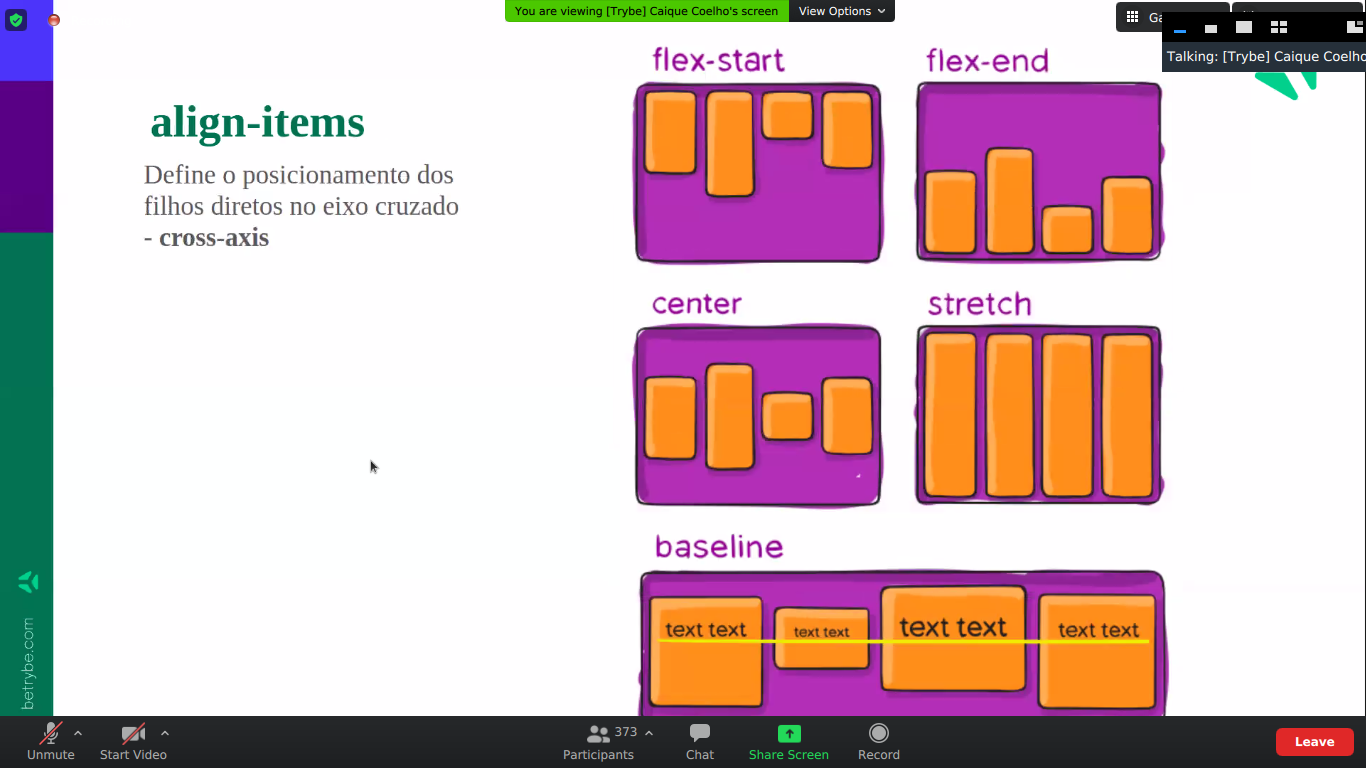 You are viewing [Trybe] Caique Coelho's screen
View Options
Talking: [Trybe] Caique Coelho
align-items
Define o posicionamento dos
filhos diretos no eixo cruzado
- cross-axis
flex-start
flex-end
center
stretch
baseline
text text
text text
text text
text text
betrybe.com
Unmute
Start Video
373
Participants
Chat
Share Screen
Record
Leave